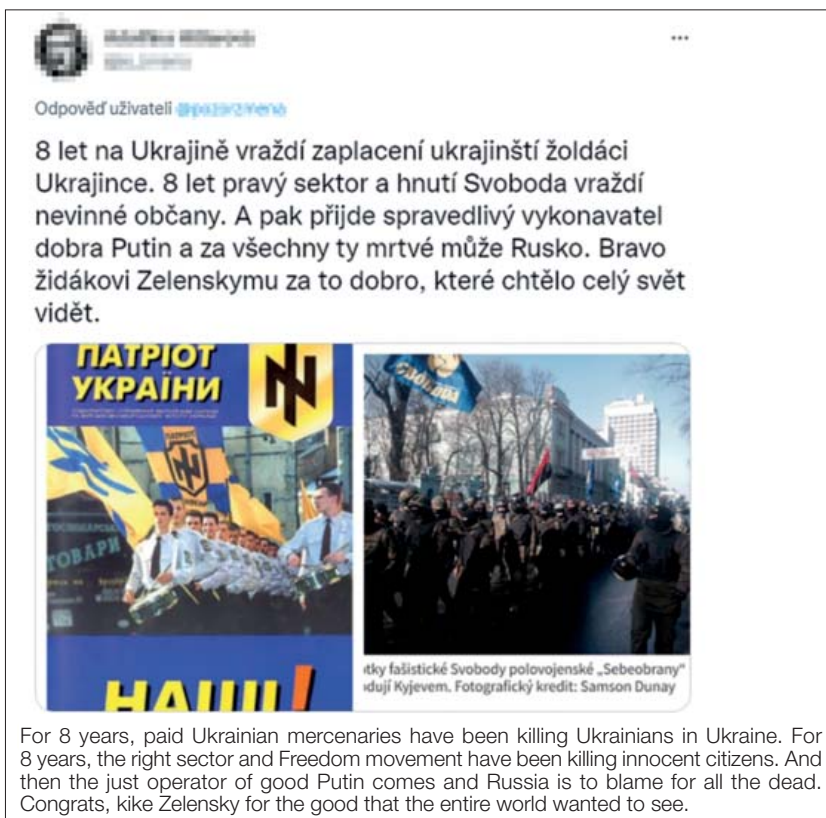 Odpověď uživateli
8 let na Ukrajině vraždí zaplacení ukrajinští žoldáci
Ukrajince. 8 let pravý sektor a hnutí Svoboda vraždí
nevinné občany. A pak přijde spravedlivý vykonavatel
dobra Putin a za všechny ty mrtvé může Rusko. Bravo
židákovi Zelenskymu za to dobro, které chtělo celý svět
vidět.
ПАТРІОТ
УКРАЇНИ
ПАТРІОТ
ТОВАРИ
НАШІ!
СВОБОДА
tky fašistické Svobody polovojenské „Sebeobrany"
dují Kyjevem. Fotografický kredit: Samson Dunay
For 8 years, paid Ukrainian mercenaries have been killing Ukrainians in Ukraine. For
8 years, the right sector and Freedom movement have been killing innocent citizens. And
then the just operator of good Putin comes and Russia is to blame for all the dead.
Congrats, kike Zelensky for the good that the entire world wanted to see.